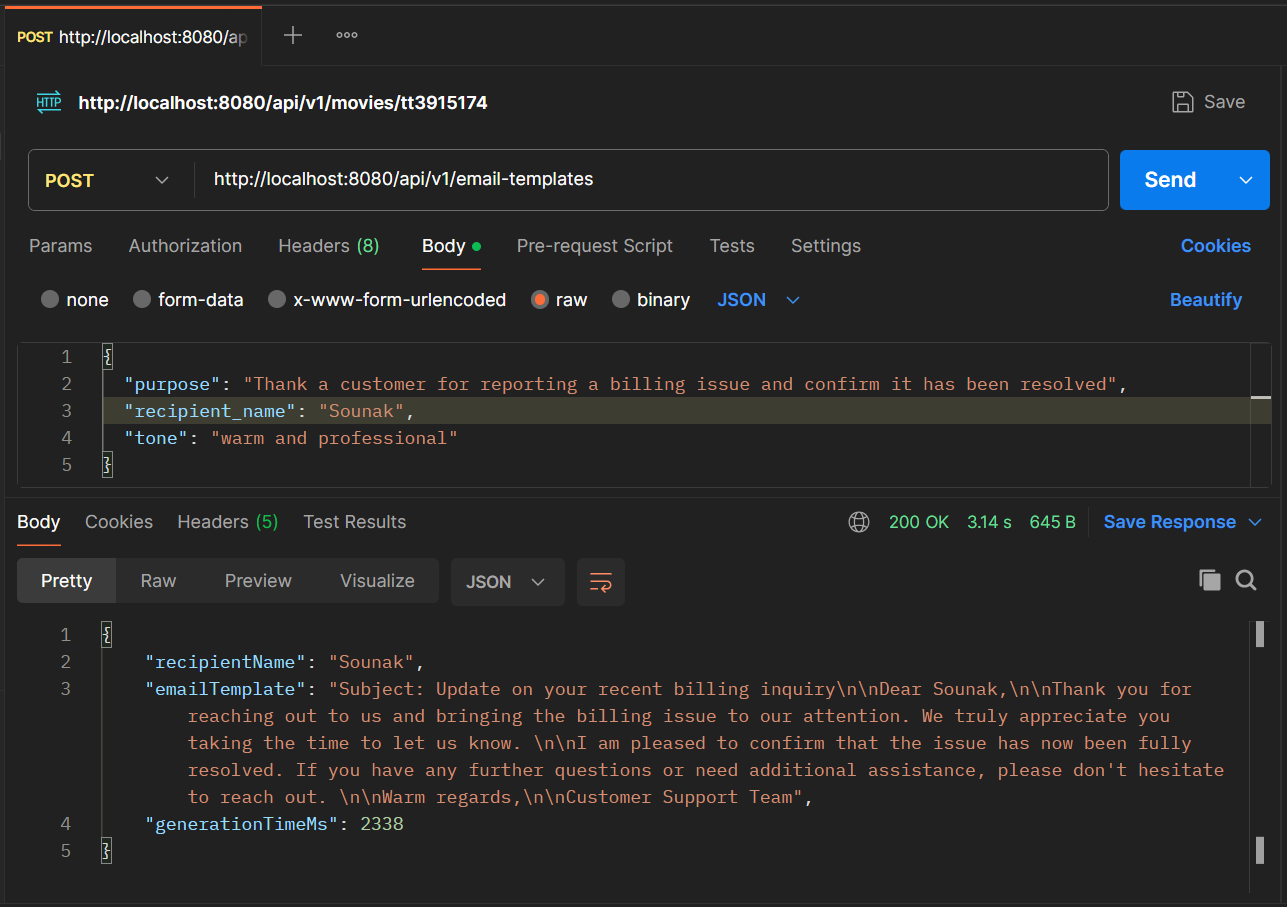 POST http://localhost:8080/ap
HTTP http://localhost:8080/api/v1/movies/tt3915174 Save
POST http://localhost:8080/api/v1/email-templates Send
Params Authorization Headers (8) Body Pre-request Script Tests Settings Cookies
none form-data x-www-form-urlencoded raw binary JSON Beautify
1 {
2 "purpose": "Thank a customer for reporting a billing issue and confirm it has been resolved",
3 "recipient_name": "Sounak",
4 "tone": "warm and professional"
5 }
Body Cookies Headers (5) Test Results 200 OK 3.14 s 645 B Save Response
Pretty Raw Preview Visualize JSON
1 {
2 "recipientName": "Sounak",
3 "emailTemplate": "Subject: Update on your recent billing inquiry\n\nDear Sounak,\n\nThank you for
reaching out to us and bringing the billing issue to our attention. We truly appreciate you
taking the time to let us know. \n\nI am pleased to confirm that the issue has now been fully
resolved. If you have any further questions or need additional assistance, please don't hesitate
to reach out. \n\nWarm regards,\n\nCustomer Support Team",
4 "generationTimeMs": 2338
5 }